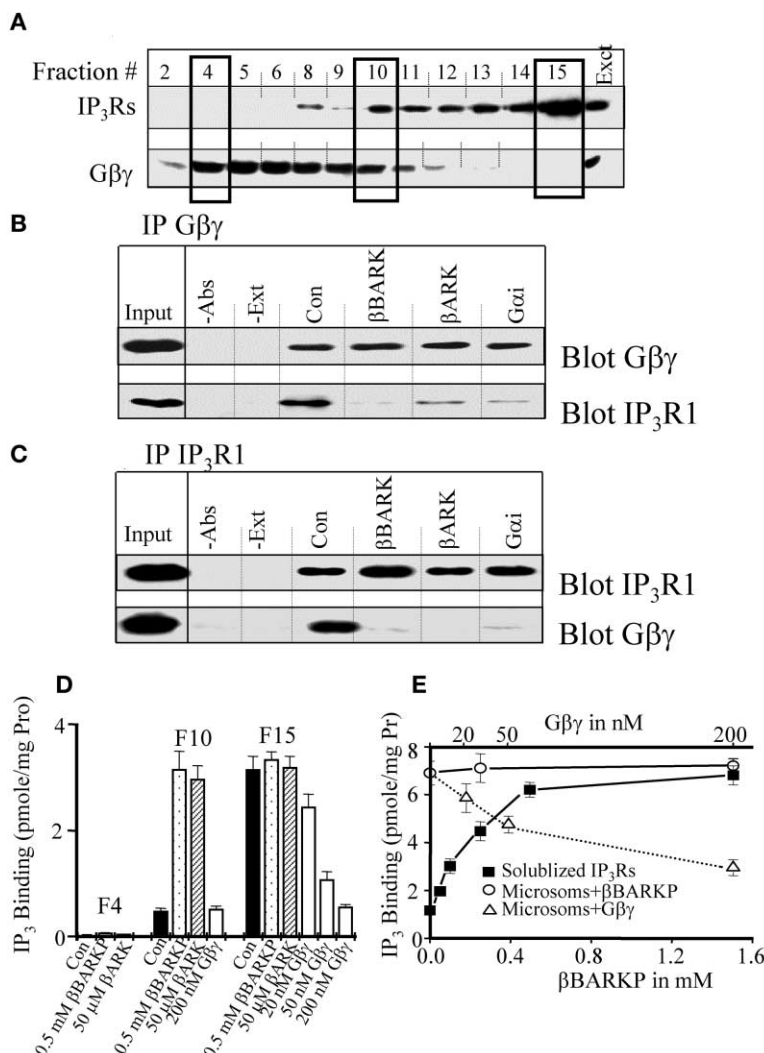 A
Fraction # 2 4 5 6 8 9 10 11 12 13 14 15 Exct
IP₃Rs
Gβγ
B
IP Gβγ
Input -Abs -Ext Con βBARK βARK Gαi
Blot Gβγ
Blot IP₃R1
C
IP IP₃R1
Input -Abs -Ext Con βBARK βARK Gαi
Blot IP₃R1
Blot Gβγ
D
IP₃ Binding (pmole/mg Pro)
4
2
0
F4
F10
F15
Con
0.5 mM βBARKP
50 μM βARK
Con
0.5 mM βBARKP
50 μM βARK
200 nM Gβγ
Con
0.5 mM βBARKP
50 μM βARK
20 nM Gβγ
50 nM Gβγ
200 nM Gβγ
E
Gβγ in nM
20 50 200
IP₃ Binding (pmole/mg Pr)
8
6
4
2
0
Solublized IP₃Rs
Microsoms+βBARKP
Microsoms+Gβγ
0.0 0.4 0.8 1.2 1.6
βBARKP in mM